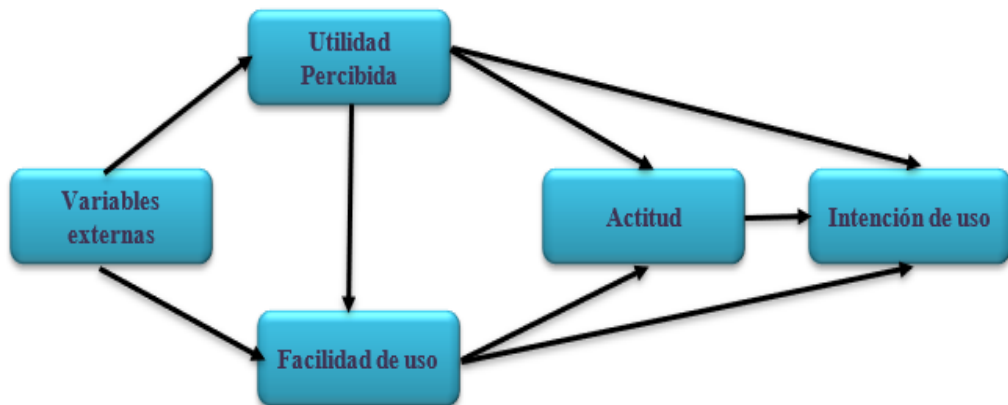 Utilidad
Percibida
Variables
externas
Actitud
Intención de uso
Facilidad de uso